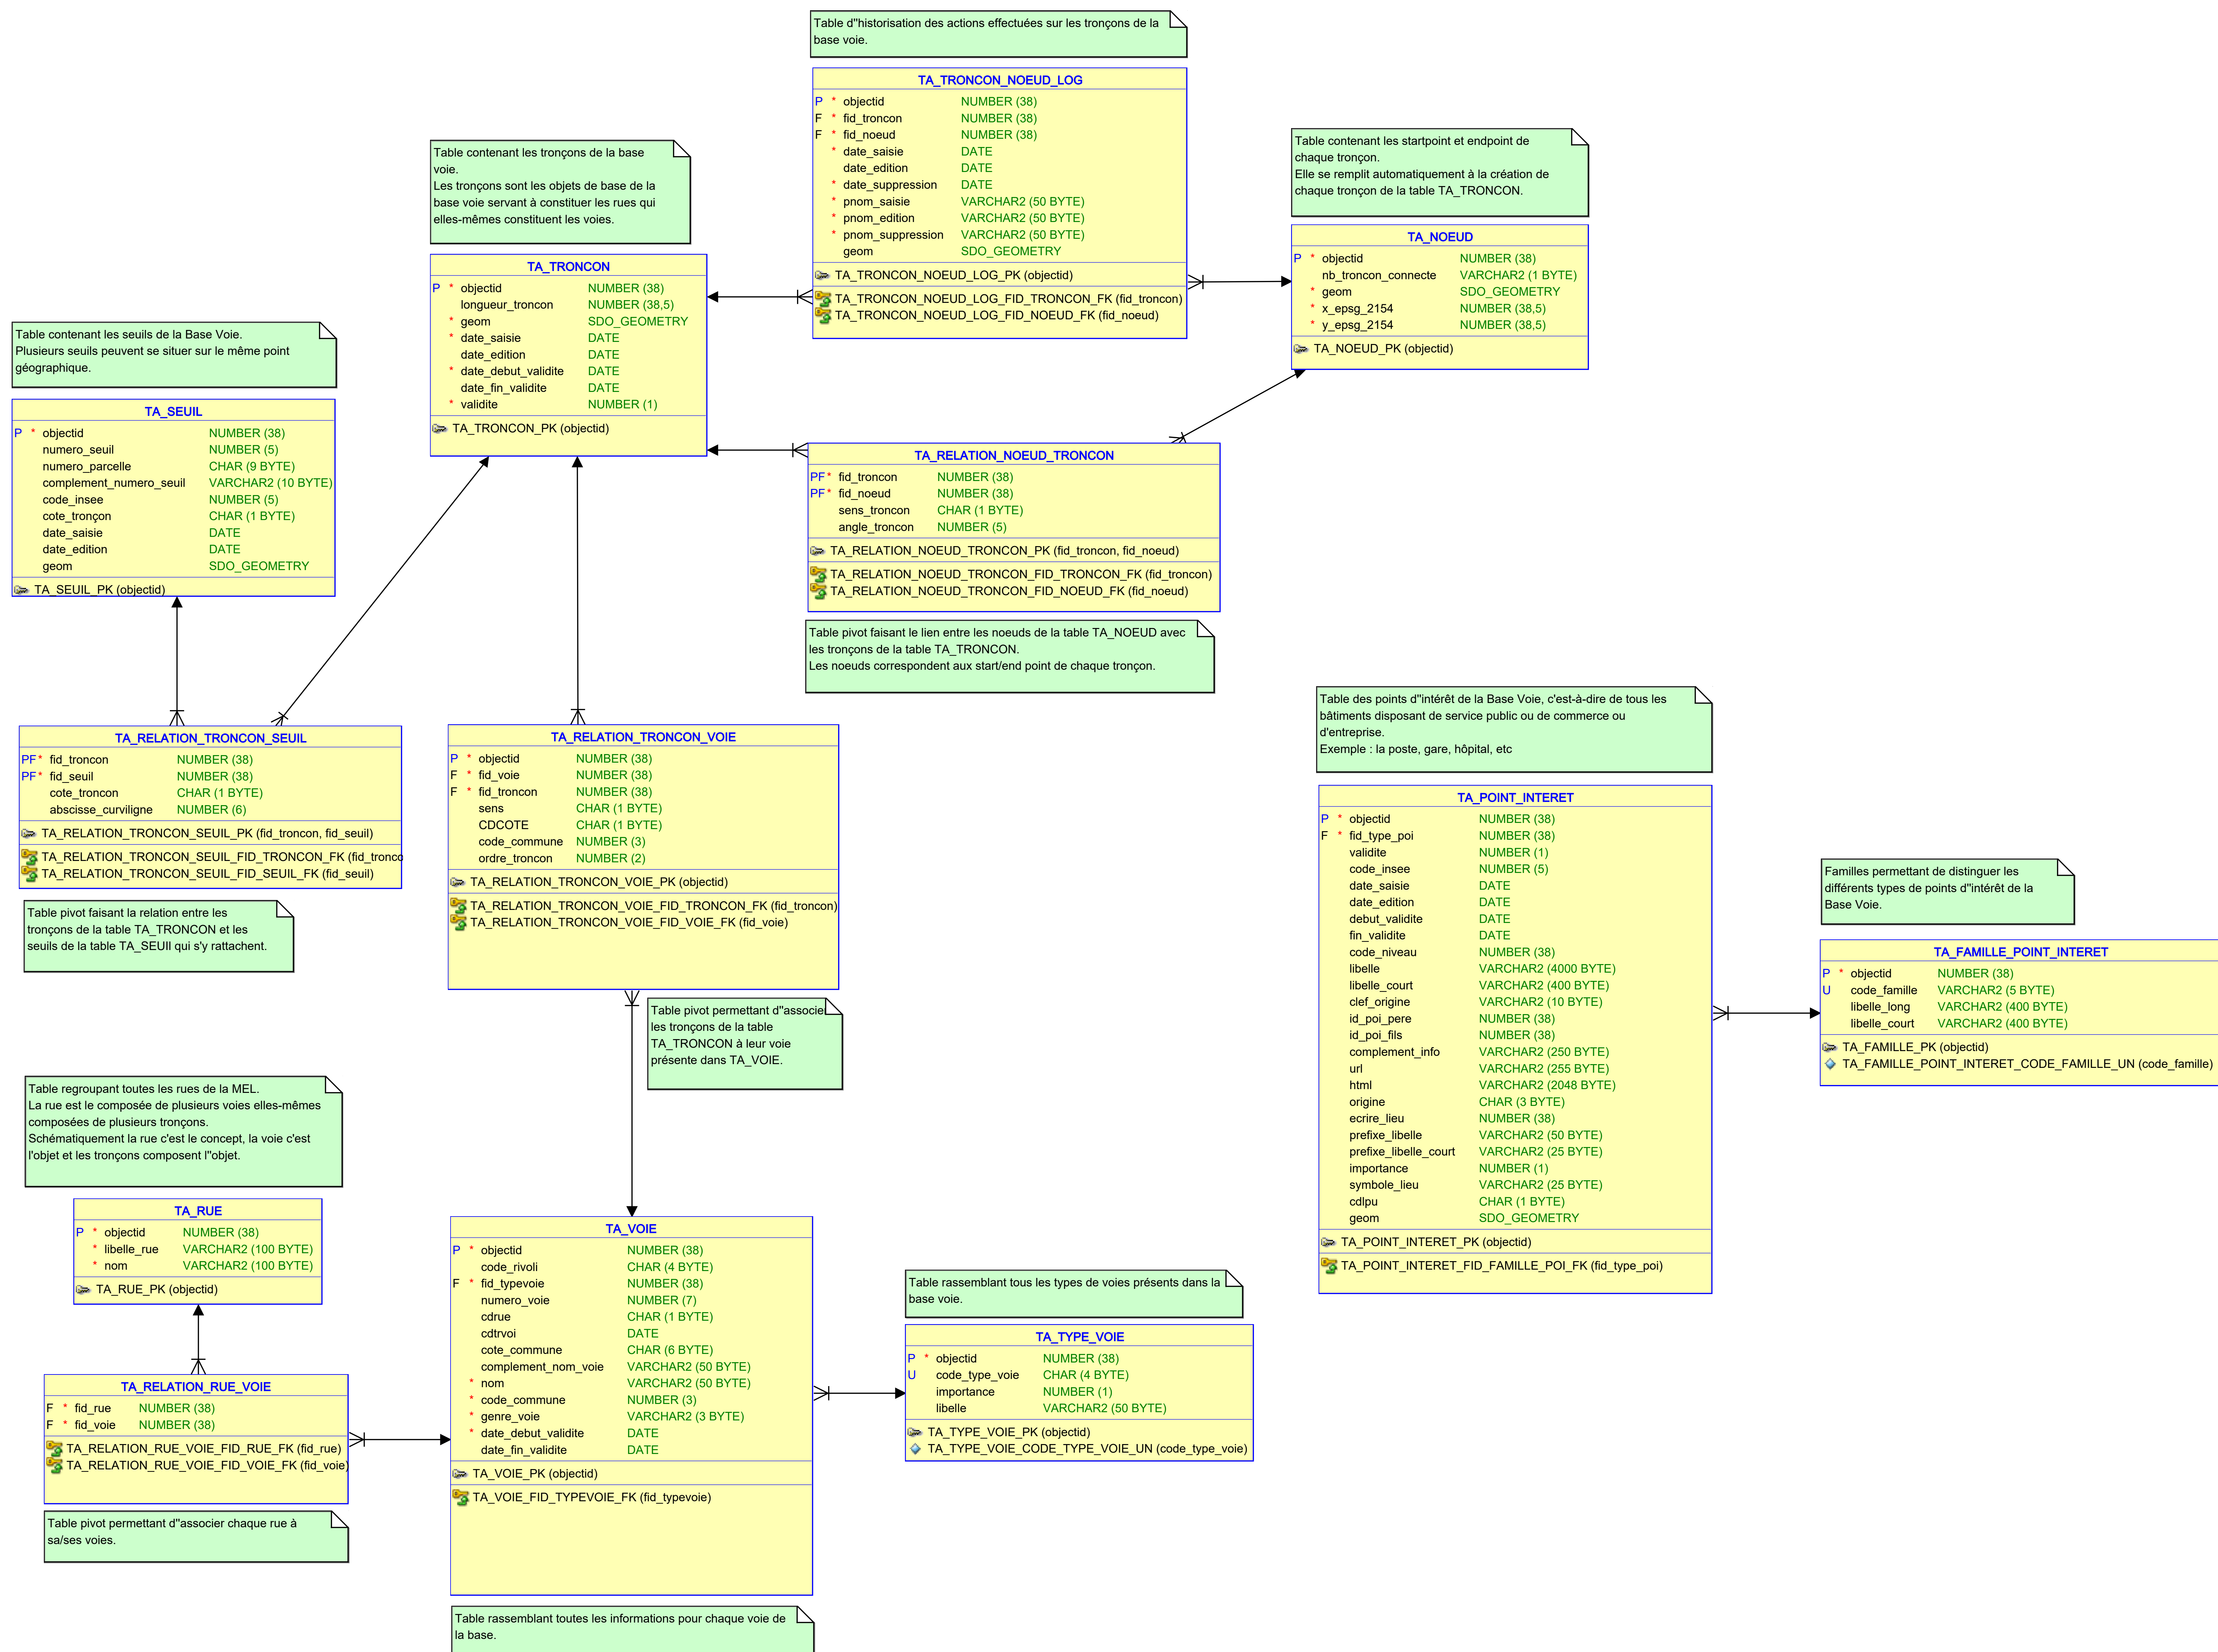 Table d''historisation des actions effectuées sur les tronçons de la
base voie.
TA_TRONCON_NOEUD_LOG
P * objectid NUMBER (38)
F * fid_troncon NUMBER (38)
F * fid_noeud NUMBER (38)
* date_saisie DATE
date_edition DATE
* date_suppression DATE
* pnom_saisie VARCHAR2 (50 BYTE)
* pnom_edition VARCHAR2 (50 BYTE)
* pnom_suppression VARCHAR2 (50 BYTE)
geom SDO_GEOMETRY
TA_TRONCON_NOEUD_LOG_PK (objectid)
TA_TRONCON_NOEUD_LOG_FID_TRONCON_FK (fid_troncon)
TA_TRONCON_NOEUD_LOG_FID_NOEUD_FK (fid_noeud)
Table contenant les startpoint et endpoint de
chaque tronçon.
Elle se remplit automatiquement à la création de
chaque tronçon de la table TA_TRONCON.
TA_NOEUD
P * objectid NUMBER (38)
nb_troncon_connecte VARCHAR2 (1 BYTE)
* geom SDO_GEOMETRY
* x_epsg_2154 NUMBER (38,5)
* y_epsg_2154 NUMBER (38,5)
TA_NOEUD_PK (objectid)
Table contenant les tronçons de la base
voie.
Les tronçons sont les objets de base de la
base voie servant à constituer les rues qui
elles-mêmes constituent les voies.
TA_TRONCON
P * objectid NUMBER (38)
longueur_troncon NUMBER (38,5)
* geom SDO_GEOMETRY
* date_saisie DATE
date_edition DATE
* date_debut_validite DATE
date_fin_validite DATE
* validite NUMBER (1)
TA_TRONCON_PK (objectid)
Table contenant les seuils de la Base Voie.
Plusieurs seuils peuvent se situer sur le même point
géographique.
TA_SEUIL
P * objectid NUMBER (38)
numero_seuil NUMBER (5)
numero_parcelle CHAR (9 BYTE)
complement_numero_seuil VARCHAR2 (10 BYTE)
code_insee NUMBER (5)
cote_tronçon CHAR (1 BYTE)
date_saisie DATE
date_edition DATE
geom SDO_GEOMETRY
TA_SEUIL_PK (objectid)
TA_RELATION_NOEUD_TRONCON
PF * fid_troncon NUMBER (38)
PF * fid_noeud NUMBER (38)
sens_troncon CHAR (1 BYTE)
angle_troncon NUMBER (5)
TA_RELATION_NOEUD_TRONCON_PK (fid_troncon, fid_noeud)
TA_RELATION_NOEUD_TRONCON_FID_TRONCON_FK (fid_troncon)
TA_RELATION_NOEUD_TRONCON_FID_NOEUD_FK (fid_noeud)
Table pivot faisant le lien entre les noeuds de la table TA_NOEUD avec
les tronçons de la table TA_TRONCON.
Les noeuds correspondent aux start/end point de chaque tronçon.
TA_RELATION_TRONCON_SEUIL
PF * fid_troncon NUMBER (38)
PF * fid_seuil NUMBER (38)
cote_troncon CHAR (1 BYTE)
abscisse_curviligne NUMBER (6)
TA_RELATION_TRONCON_SEUIL_PK (fid_troncon, fid_seuil)
TA_RELATION_TRONCON_SEUIL_FID_TRONCON_FK (fid_tronco
TA_RELATION_TRONCON_SEUIL_FID_SEUIL_FK (fid_seuil)
Table pivot faisant la relation entre les
tronçons de la table TA_TRONCON et les
seuils de la table TA_SEUIl qui s'y rattachent.
TA_RELATION_TRONCON_VOIE
P * objectid NUMBER (38)
F * fid_voie NUMBER (38)
F * fid_troncon NUMBER (38)
sens CHAR (1 BYTE)
CDCOTE CHAR (1 BYTE)
code_commune NUMBER (3)
ordre_troncon NUMBER (2)
TA_RELATION_TRONCON_VOIE_PK (objectid)
TA_RELATION_TRONCON_VOIE_FID_TRONCON_FK (fid_troncon)
TA_RELATION_TRONCON_VOIE_FID_VOIE_FK (fid_voie)
Table pivot permettant d''associe
les tronçons de la table
TA_TRONCON à leur voie
présente dans TA_VOIE.
Table des points d''intérêt de la Base Voie, c'est-à-dire de tous les
bâtiments disposant de service public ou de commerce ou
d'entreprise.
Exemple : la poste, gare, hôpital, etc
TA_POINT_INTERET
P * objectid NUMBER (38)
F * fid_type_poi NUMBER (38)
validite NUMBER (1)
code_insee NUMBER (5)
date_saisie DATE
date_edition DATE
debut_validite DATE
fin_validite DATE
code_niveau NUMBER (38)
libelle VARCHAR2 (4000 BYTE)
libelle_court VARCHAR2 (400 BYTE)
clef_origine VARCHAR2 (10 BYTE)
id_poi_pere NUMBER (38)
id_poi_fils NUMBER (38)
complement_info VARCHAR2 (250 BYTE)
url VARCHAR2 (255 BYTE)
html VARCHAR2 (2048 BYTE)
origine CHAR (3 BYTE)
ecrire_lieu NUMBER (38)
prefixe_libelle VARCHAR2 (50 BYTE)
prefixe_libelle_court VARCHAR2 (25 BYTE)
importance NUMBER (1)
symbole_lieu VARCHAR2 (25 BYTE)
cdlpu CHAR (1 BYTE)
geom SDO_GEOMETRY
TA_POINT_INTERET_PK (objectid)
TA_POINT_INTERET_FID_FAMILLE_POI_FK (fid_type_poi)
Familles permettant de distinguer les
différents types de points d''intérêt de la
Base Voie.
TA_FAMILLE_POINT_INTERET
P * objectid NUMBER (38)
U code_famille VARCHAR2 (5 BYTE)
libelle_long VARCHAR2 (400 BYTE)
libelle_court VARCHAR2 (400 BYTE)
TA_FAMILLE_PK (objectid)
TA_FAMILLE_POINT_INTERET_CODE_FAMILLE_UN (code_famille)
Table regroupant toutes les rues de la MEL.
La rue est le composée de plusieurs voies elles-mêmes
composées de plusieurs tronçons.
Schématiquement la rue c'est le concept, la voie c'est
l'objet et les tronçons composent l''objet.
TA_RUE
P * objectid NUMBER (38)
* libelle_rue VARCHAR2 (100 BYTE)
* nom VARCHAR2 (100 BYTE)
TA_RUE_PK (objectid)
TA_RELATION_RUE_VOIE
F * fid_rue NUMBER (38)
F * fid_voie NUMBER (38)
TA_RELATION_RUE_VOIE_FID_RUE_FK (fid_rue)
TA_RELATION_RUE_VOIE_FID_VOIE_FK (fid_voie)
Table pivot permettant d''associer chaque rue à
sa/ses voies.
TA_VOIE
P * objectid NUMBER (38)
code_rivoli CHAR (4 BYTE)
F * fid_typevoie NUMBER (38)
numero_voie NUMBER (7)
cdrue CHAR (1 BYTE)
cdtrvoi DATE
cote_commune CHAR (6 BYTE)
complement_nom_voie VARCHAR2 (50 BYTE)
* nom VARCHAR2 (50 BYTE)
* code_commune NUMBER (3)
* genre_voie VARCHAR2 (3 BYTE)
* date_debut_validite DATE
date_fin_validite DATE
TA_VOIE_PK (objectid)
TA_VOIE_FID_TYPEVOIE_FK (fid_typevoie)
Table rassemblant toutes les informations pour chaque voie de
la base.
Table rassemblant tous les types de voies présents dans la
base voie.
TA_TYPE_VOIE
P * objectid NUMBER (38)
U code_type_voie CHAR (4 BYTE)
importance NUMBER (1)
libelle VARCHAR2 (50 BYTE)
TA_TYPE_VOIE_PK (objectid)
TA_TYPE_VOIE_CODE_TYPE_VOIE_UN (code_type_voie)